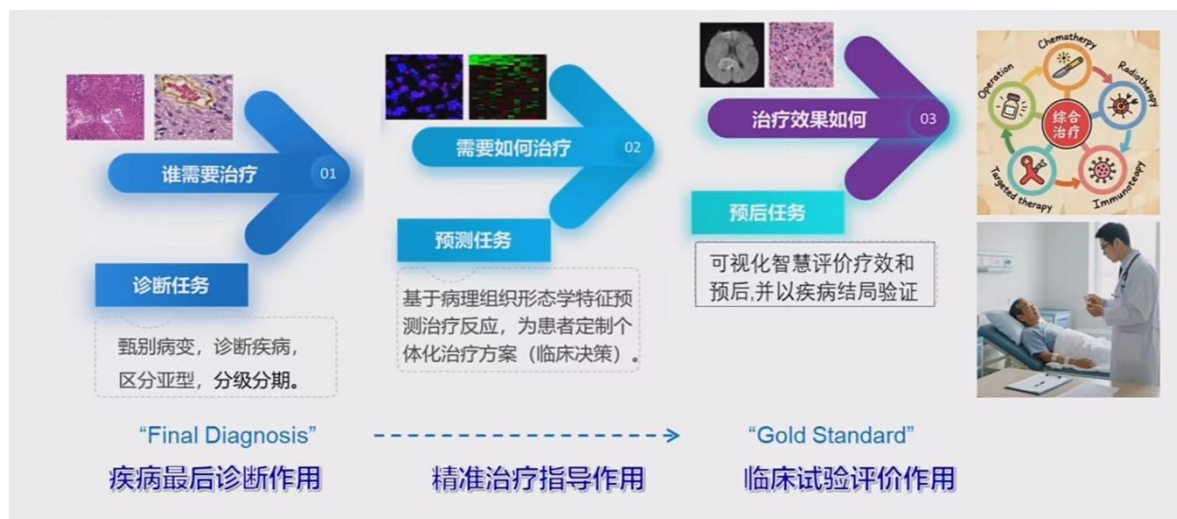 谁需要治疗 01
诊断任务
甄别病变，诊断疾病，
区分亚型，分级分期。
需要如何治疗 02
预测任务
基于病理组织形态学特征预
测治疗反应，为患者定制个
体化治疗方案（临床决策）。
治疗效果如何 03
预后任务
可视化智慧评价疗效和
预后,并以疾病结局验证
Chematherpy
Radiotherapy
Immunoteapy
Targeted therapy
Operation
综合
治疗
“Final Diagnosis”
“Gold Standard”
疾病最后诊断作用
精准治疗指导作用
临床试验评价作用